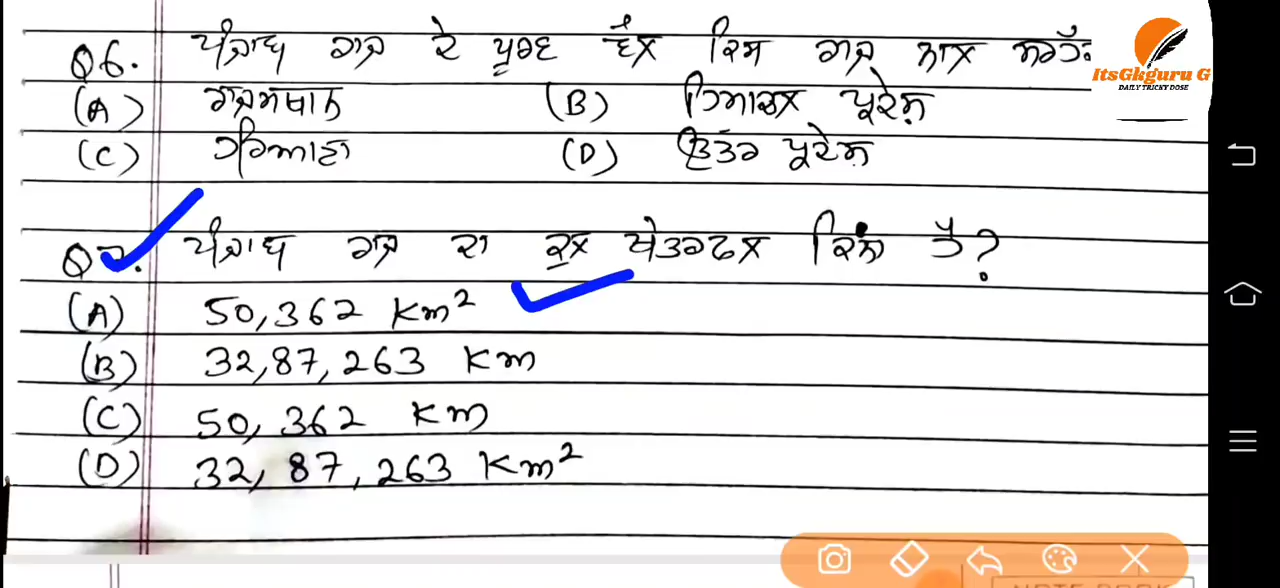 Q6. ਪੰਜਾਬ ਰਾਜ ਦੇ ਪੂਰਬ ਵੱਲ ਕਿਸ ਰਾਜ ਨਾਲ ਸਰਹੱ
(A) ਰਾਜਸਥਾਨ (B) ਹਿਮਾਚਲ ਪ੍ਰਦੇਸ਼
(C) ਹਰਿਆਣਾ (D) ਉੱਤਰ ਪ੍ਰਦੇਸ਼
Q7. ਪੰਜਾਬ ਰਾਜ ਦਾ ਕੁਲ ਖੇਤਰਫਲ ਕਿੰਨਾ ਹੈ?
(A) 50,362 Km²
(B) 32,87,263 Km
(C) 50,362 Km
(D) 32,87,263 Km²
ItsGkguru G
DAILY TRICKY DOSE